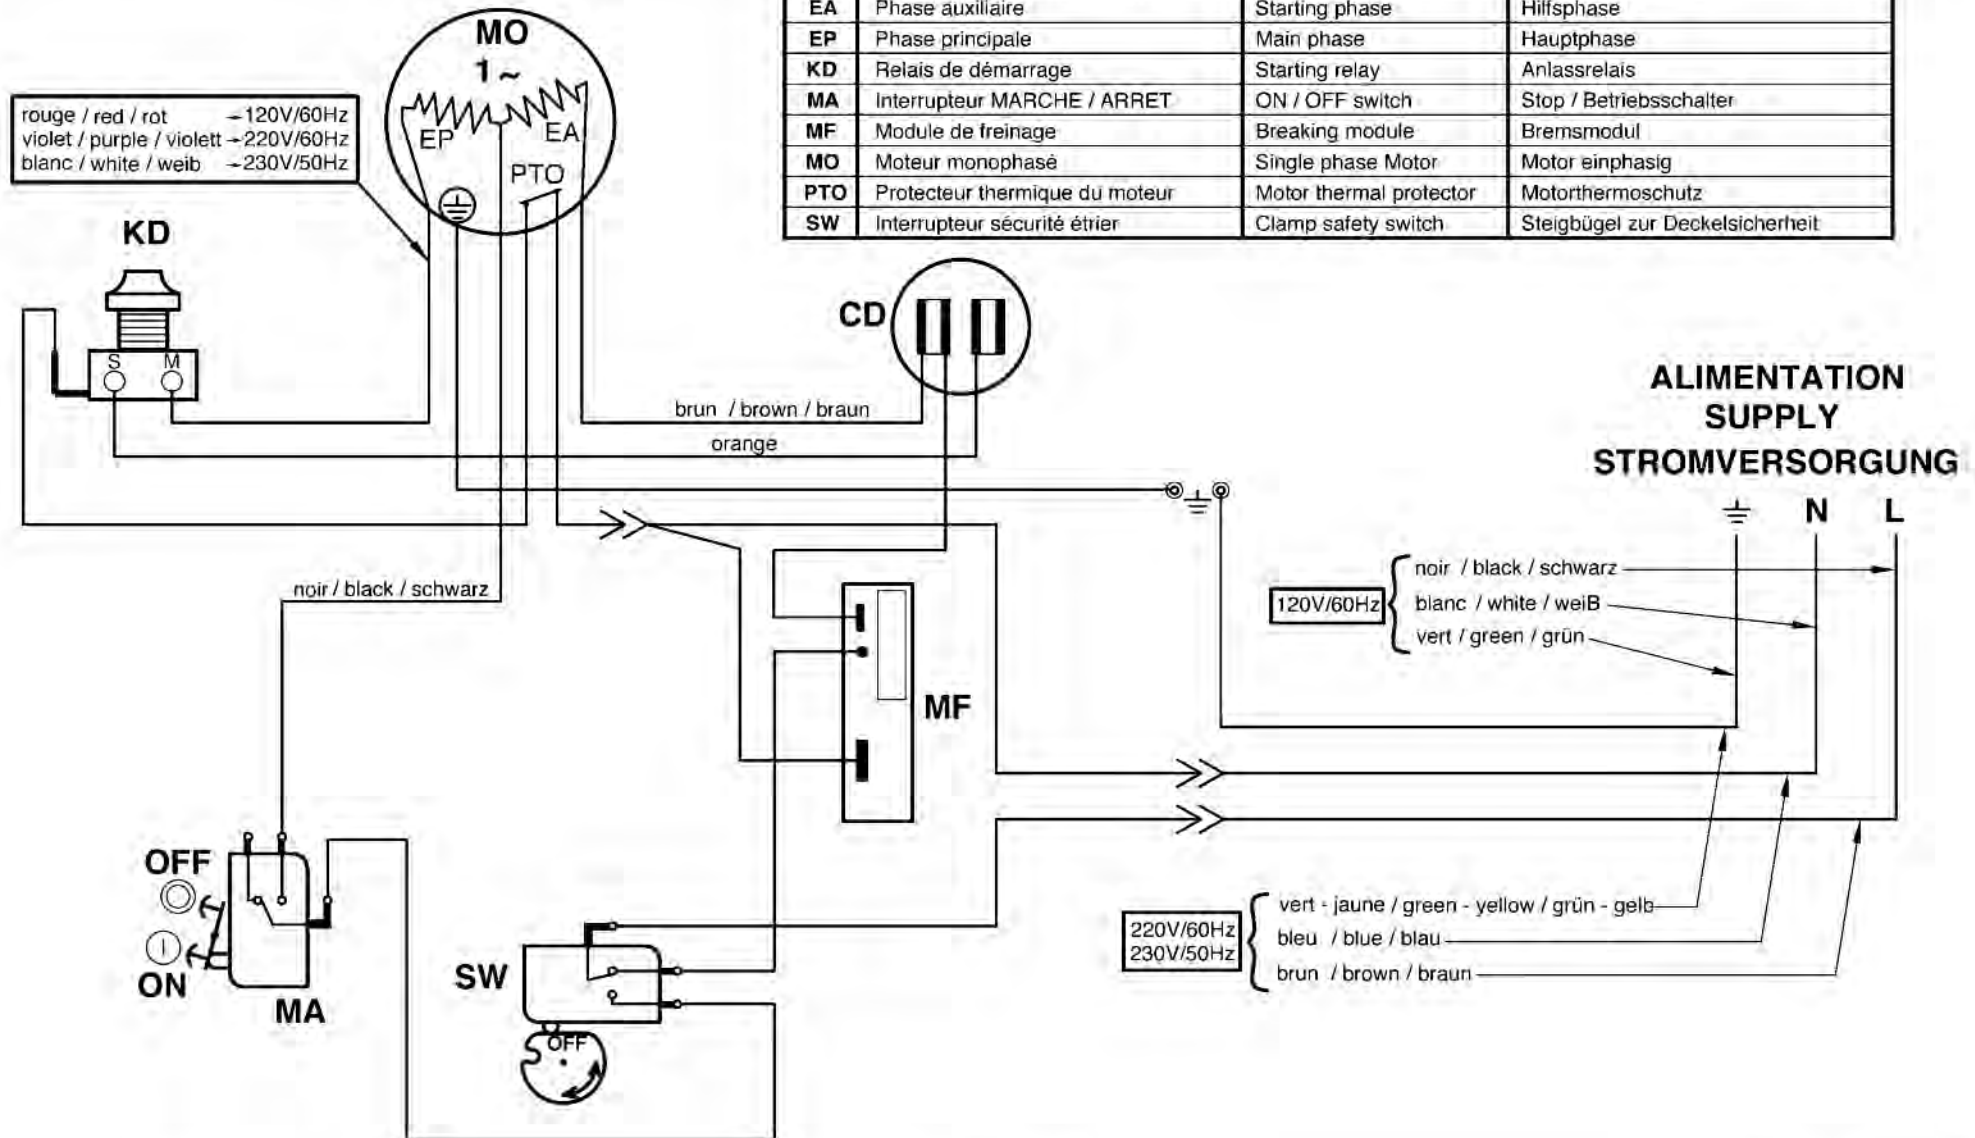 EA Phase auxiliaire Starting phase Hilfsphase
EP Phase principale Main phase Hauptphase
KD Relais de démarrage Starting relay Anlassrelais
MA Interrupteur MARCHE / ARRET ON / OFF switch Stop / Betriebsschalter
MF Module de freinage Breaking module Bremsmodul
MO Moteur monophasé Single phase Motor Motor einphasig
PTO Protecteur thermique du moteur Motor thermal protector Motorthermoschutz
SW Interrupteur sécurité étrier Clamp safety switch Steigbügel zur Deckelsicherheit
MO
1 ~
EP
EA
PTO
rouge / red / rot 120V/60Hz
violet / purple / violett 220V/60Hz
blanc / white / weib 230V/50Hz
KD
S M
CD
brun / brown / braun
orange
ALIMENTATION
SUPPLY
STROMVERSORGUNG
N L
noir / black / schwarz
120V/60Hz
noir / black / schwarz
blanc / white / weiB
vert / green / grün
MF
OFF
ON
MA
SW
OFF
220V/60Hz
230V/50Hz
vert - jaune / green - yellow / grün - gelb
bleu / blue / blau
brun / brown / braun